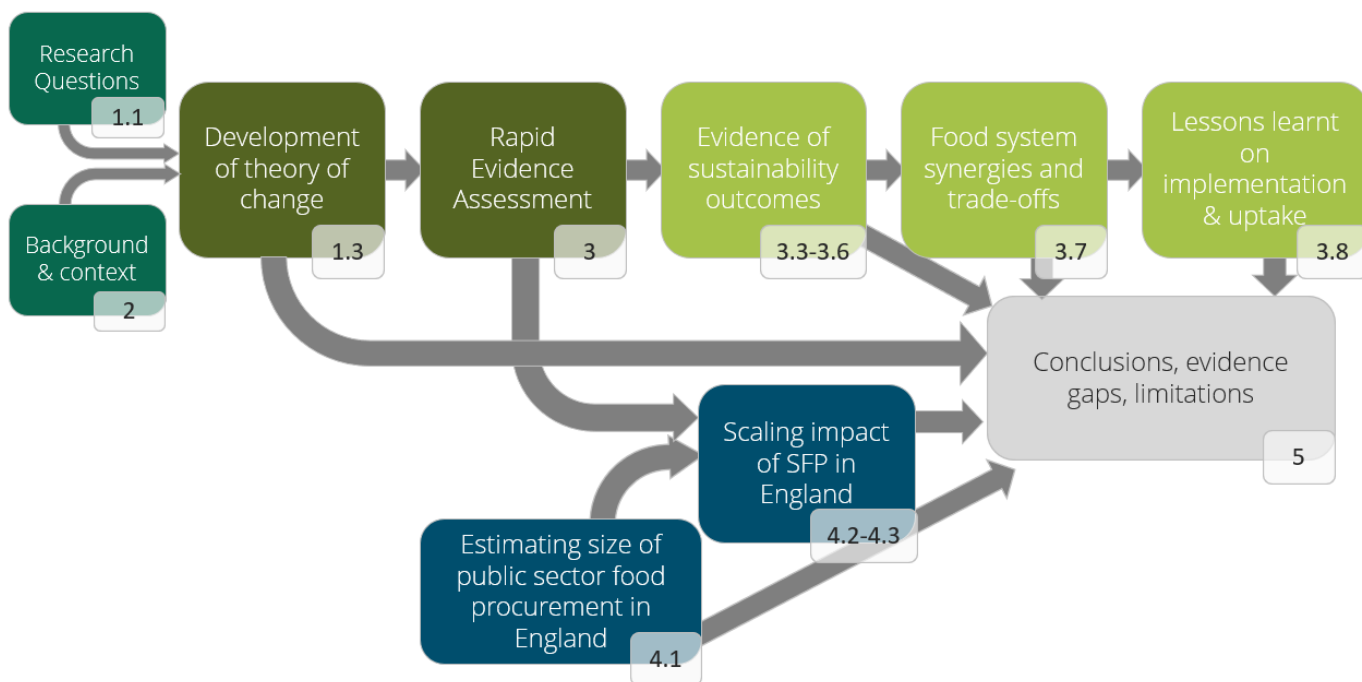 Research
Questions
1.1
Background
& context
2
Development
of theory of
change
1.3
Rapid
Evidence
Assessment
3
Evidence of
sustainability
outcomes
3.3-3.6
Food system
synergies and
trade-offs
3.7
Lessons learnt
on
implementation
& uptake
3.8
Conclusions, evidence
gaps, limitations
5
Scaling impact
of SFP in
England
4.2-4.3
Estimating size of
public sector food
procurement in
England
4.1